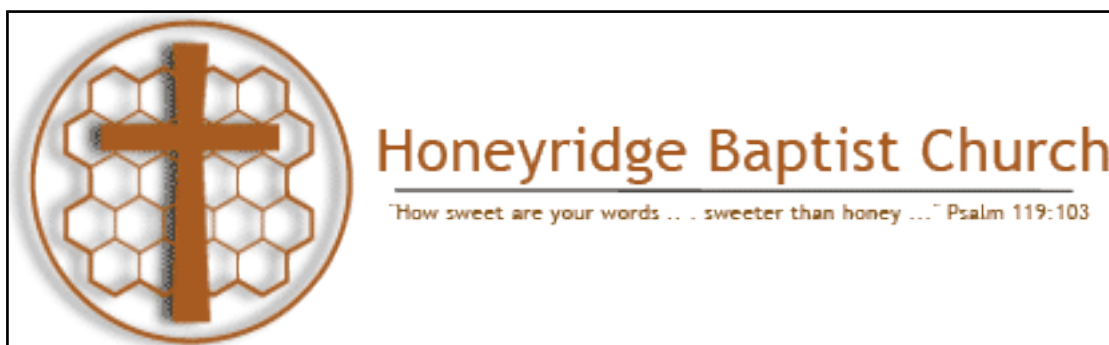 Honeyridge Baptist Church
"How sweet are your words .. . sweeter than honey ..." Psalm 119:103